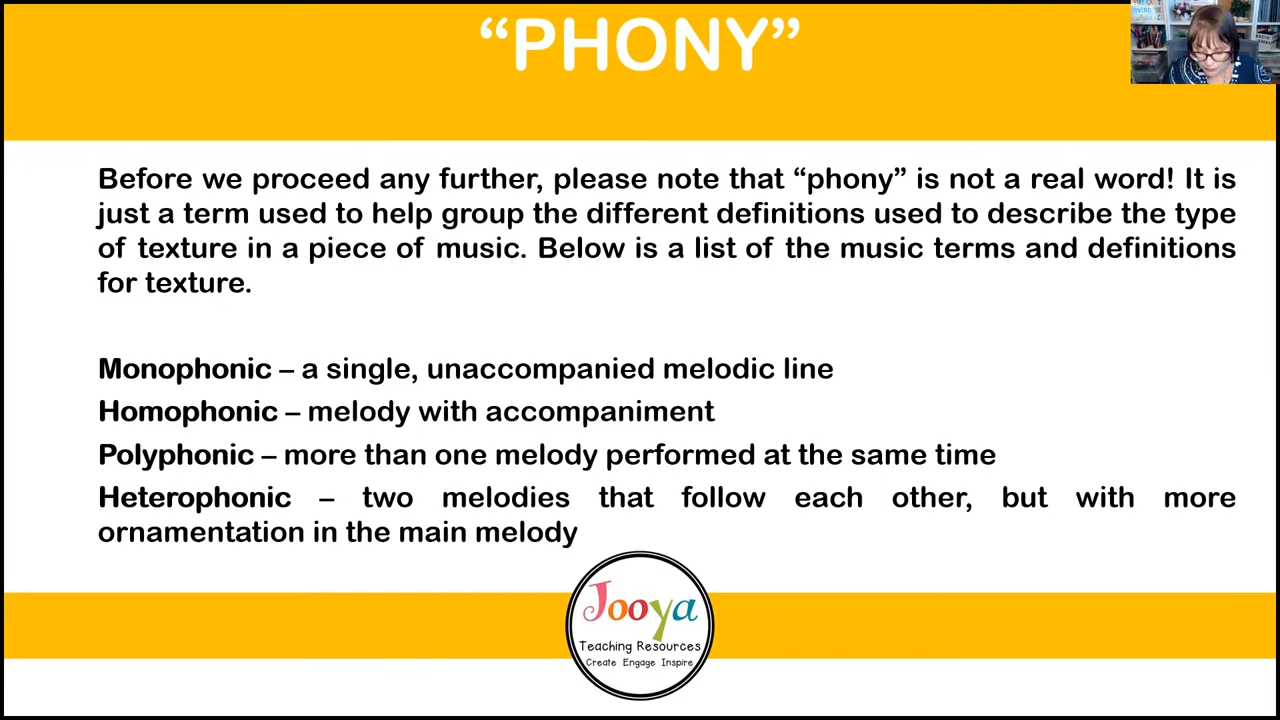 “PHONY”
Before we proceed any further, please note that “phony” is not a real word! It is
just a term used to help group the different definitions used to describe the type
of texture in a piece of music. Below is a list of the music terms and definitions
for texture.
Monophonic – a single, unaccompanied melodic line
Homophonic – melody with accompaniment
Polyphonic – more than one melody performed at the same time
Heterophonic – two melodies that follow each other, but with more
ornamentation in the main melody
Jooya
Teaching Resources
Create Engage Inspire